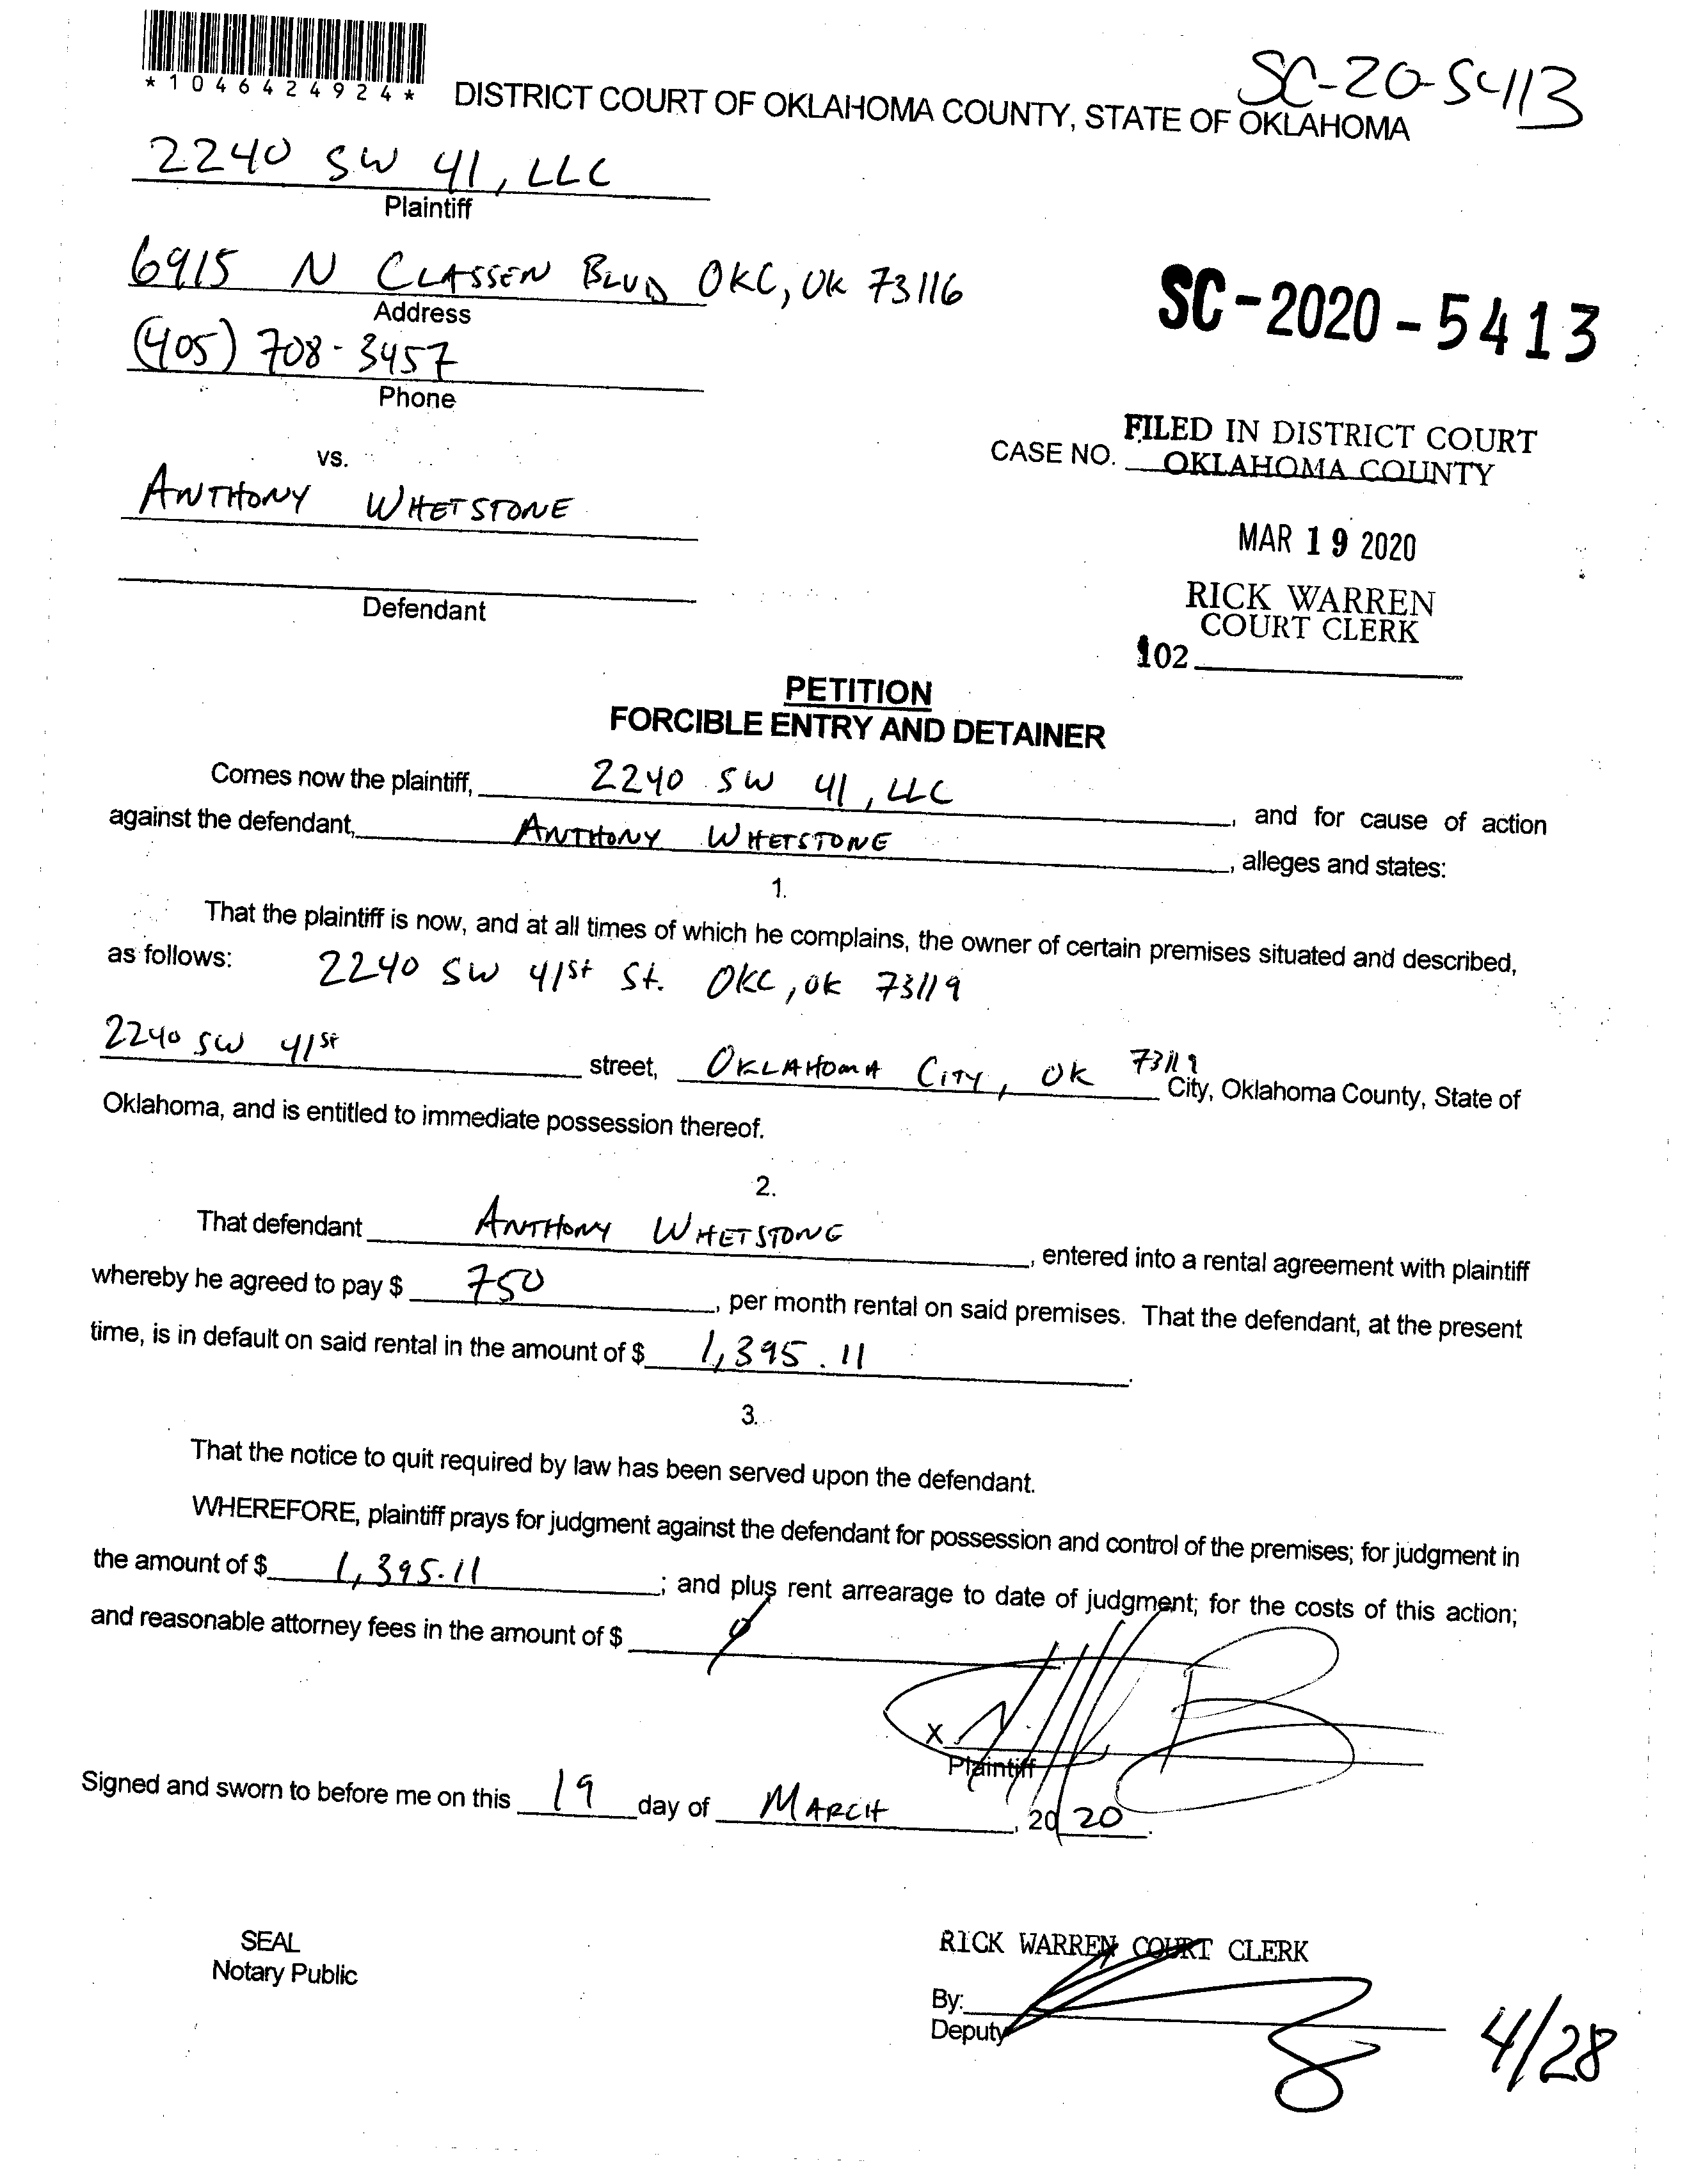 *1046424924*
SC-20-5413
DISTRICT COURT OF OKLAHOMA COUNTY, STATE OF OKLAHOMA
2240 SW 41, LLC
Plaintiff
6915 N CLASSEN BLVD OKC, OK 73116
Address
SC-2020-5413
(405) 708-3457
Phone
FILED IN DISTRICT COURT
CASE NO. OKLAHOMA COUNTY
vs.
ANTHONY WHETSTONE
MAR 19 2020
Defendant
RICK WARREN
COURT CLERK
102
PETITION
FORCIBLE ENTRY AND DETAINER
Comes now the plaintiff, 2240 SW 41, LLC, and for cause of action
against the defendant, ANTHONY WHETSTONE, alleges and states:
1.
That the plaintiff is now, and at all times of which he complains, the owner of certain premises situated and described,
as follows: 2240 SW 41st St. OKC, OK 73119
2240 SW 41st street, OKLAHOMA CITY, OK 73119 City, Oklahoma County, State of
Oklahoma, and is entitled to immediate possession thereof.
2.
That defendant ANTHONY WHETSTONE, entered into a rental agreement with plaintiff
whereby he agreed to pay $ 750, per month rental on said premises. That the defendant, at the present
time, is in default on said rental in the amount of $ 1,395.11.
3.
That the notice to quit required by law has been served upon the defendant.
WHEREFORE, plaintiff prays for judgment against the defendant for possession and control of the premises; for judgment in
the amount of $ 1,395.11; and plus rent arrearage to date of judgment; for the costs of this action;
and reasonable attorney fees in the amount of $ 0
X
Plaintiff
Signed and sworn to before me on this 19 day of MARCH, 2020.
SEAL
Notary Public
RICK WARREN COURT CLERK
By:
Deputy
4/28